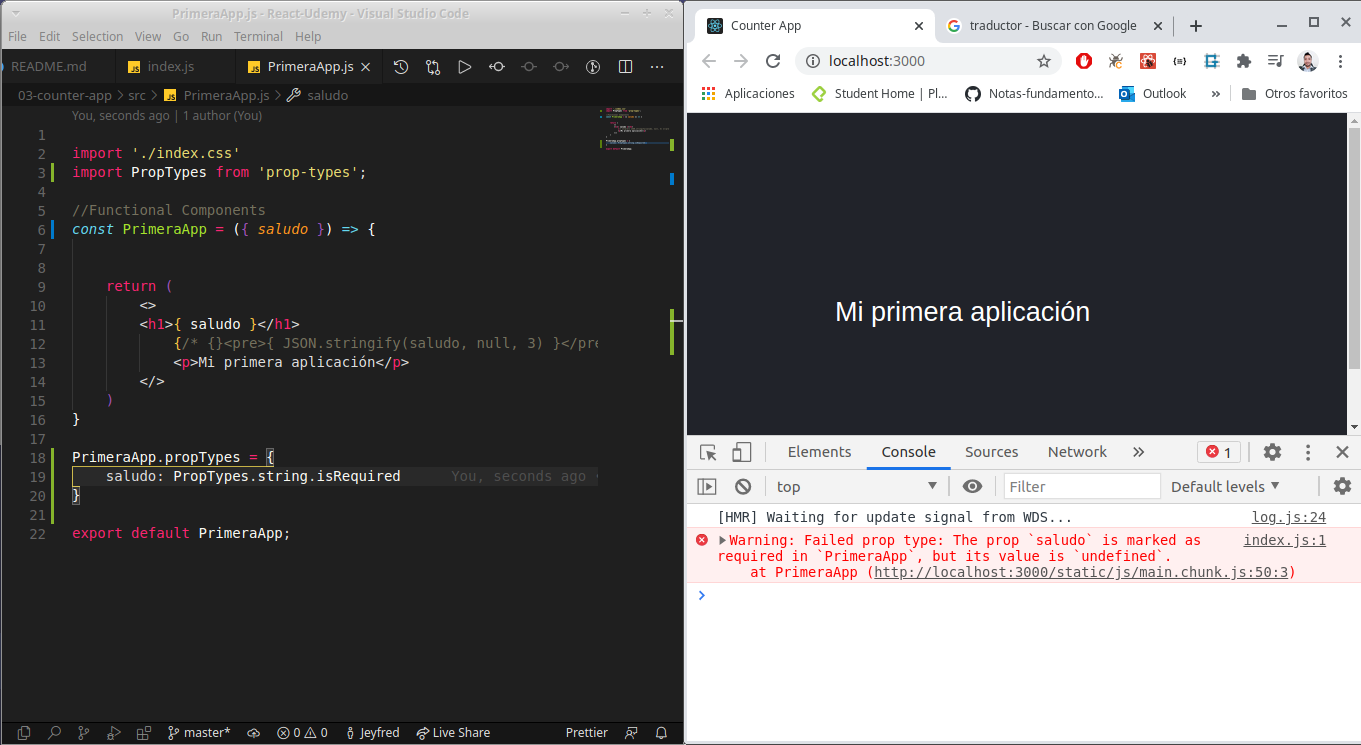 PrimeraApp.js - React-Udemy - Visual Studio Code
File Edit Selection View Go Run Terminal Help
README.md index.js PrimeraApp.js
03-counter-app > src > PrimeraApp.js > saludo
You, seconds ago | 1 author (You)
1
2 import './index.css'
3 import PropTypes from 'prop-types';
4
5 //Functional Components
6 const PrimeraApp = ({ saludo }) => {
7
8
9 return (
10 <>
11 <h1>{ saludo }</h1>
12 {/* {}<pre>{ JSON.stringify(saludo, null, 3) }</pre
13 <p>Mi primera aplicación</p>
14 </>
15 )
16 }
17
18 PrimeraApp.propTypes = {
19 saludo: PropTypes.string.isRequired You, seconds ago
20 }
21
22 export default PrimeraApp;
master* 0 0 Jeyfred Live Share Prettier
Counter App traductor - Buscar con Google
localhost:3000
Aplicaciones Student Home | Pl... Notas-fundamento... Outlook » Otros favoritos
Mi primera aplicación
Elements Console Sources Network » 1
top Filter Default levels
[HMR] Waiting for update signal from WDS... log.js:24
Warning: Failed prop type: The prop `saludo` is marked as index.js:1
required in `PrimeraApp`, but its value is `undefined`.
at PrimeraApp (http://localhost:3000/static/js/main.chunk.js:50:3)
>